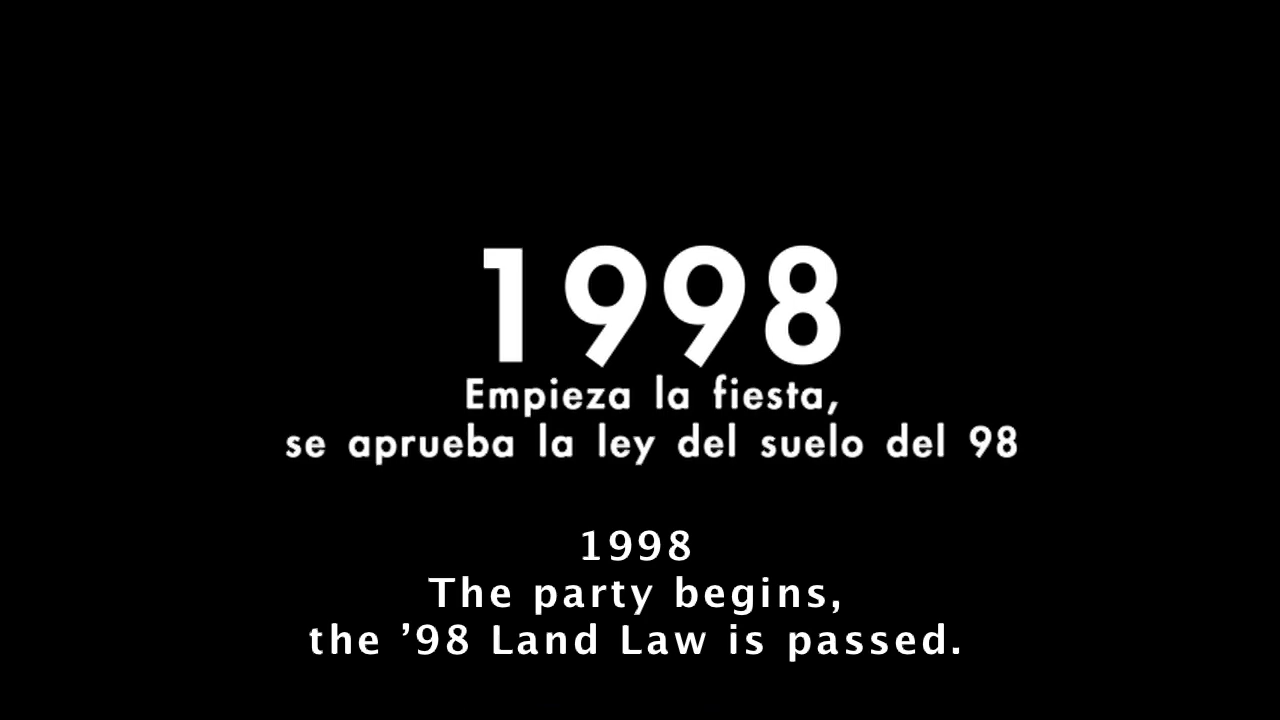 1998
Empieza la fiesta,
se aprueba la ley del suelo del 98
1998
The party begins,
the ’98 Land Law is passed.